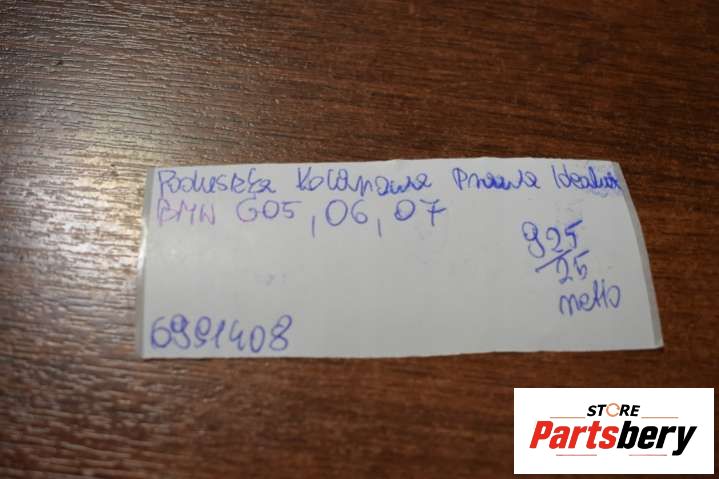 Poduszka Kolanowa Prawa Idealna
BMW G05, 06, 07
925
25
netto
6991408
STORE
Partsbery